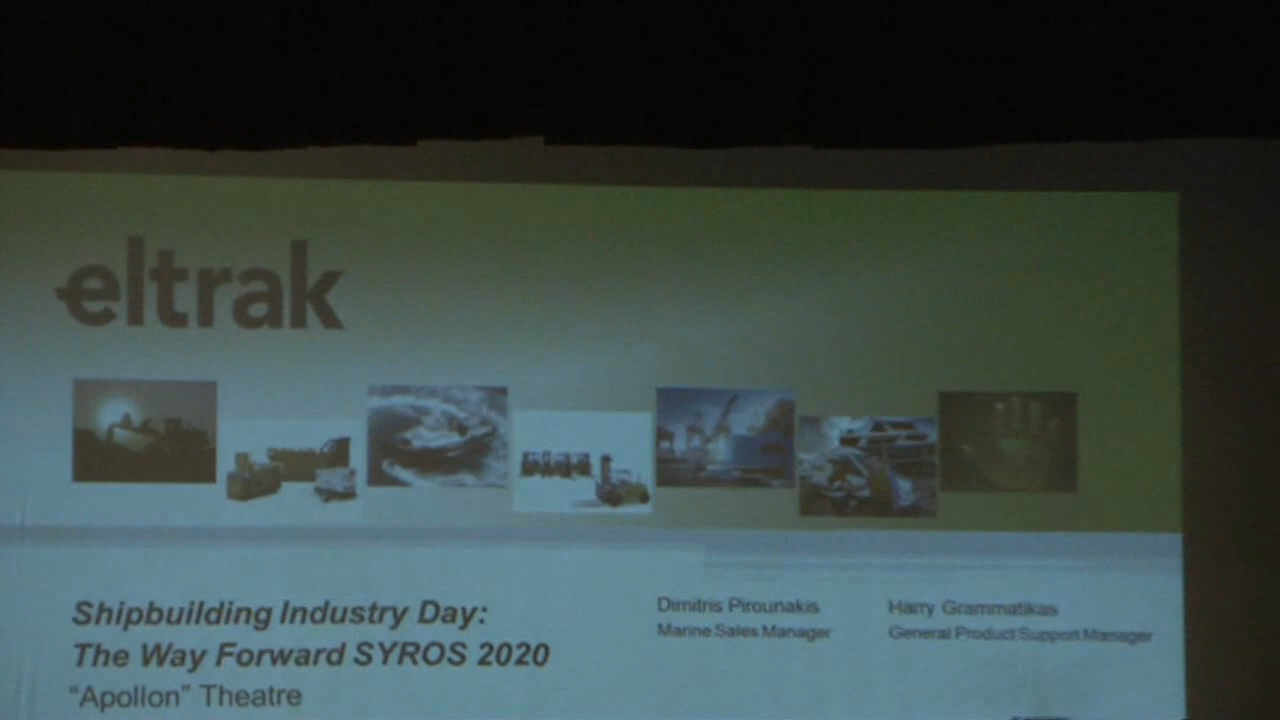 eltrak
Shipbuilding Industry Day:
The Way Forward SYROS 2020
"Apollon" Theatre
Dimitris Pirounakis
Marine Sales Manager
Harry Grammatikas
General Product Support Manager